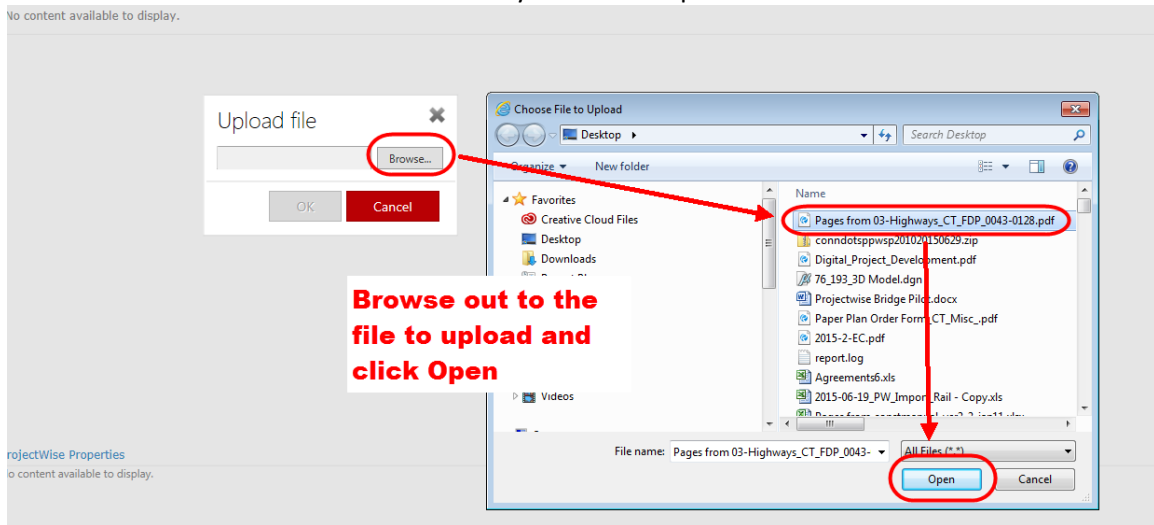 No content available to display.
Upload file
Browse...
OK
Cancel
Choose File to Upload
Desktop
Search Desktop
Organize
New folder
Favorites
Creative Cloud Files
Desktop
Downloads
Videos
Name
Pages from 03-Highways_CT_FDP_0043-0128.pdf
conndotsppwsp201020150629.zip
Digital_Project_Development.pdf
76_193_3D Model.dgn
Projectwise Bridge Pilot.docx
Paper Plan Order Form_CT_Misc_.pdf
2015-2-EC.pdf
report.log
Agreements6.xls
2015-06-19_PW_Import_Rail - Copy.xls
Browse out to the
file to upload and
click Open
File name: Pages from 03-Highways_CT_FDP_0043-
All Files (*.*)
Open
Cancel
rojectWise Properties
o content available to display.